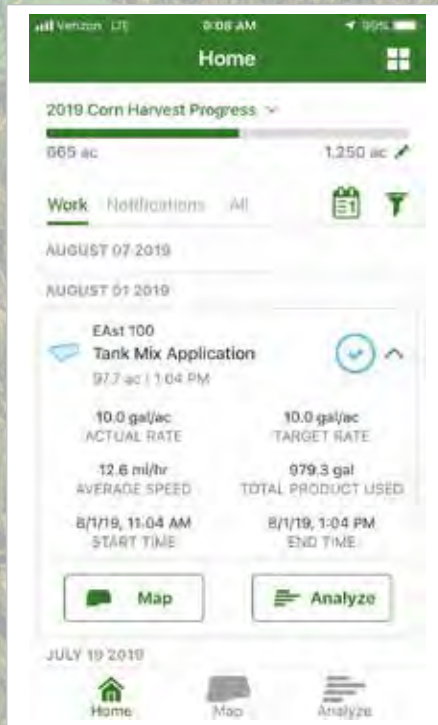 Verizon LTE 9:08 AM 99%
Home
2019 Corn Harvest Progress
665 ac 1,250 ac
Work Notifications All
AUGUST 07 2019
AUGUST 01 2019
EAst 100
Tank Mix Application
97.7 ac | 1:04 PM
10.0 gal/ac 10.0 gal/ac
ACTUAL RATE TARGET RATE
12.6 mi/hr 979.3 gal
AVERAGE SPEED TOTAL PRODUCT USED
8/1/19, 11:04 AM 8/1/19, 1:04 PM
START TIME END TIME
Map Analyze
JULY 19 2019
Home Map Analyze